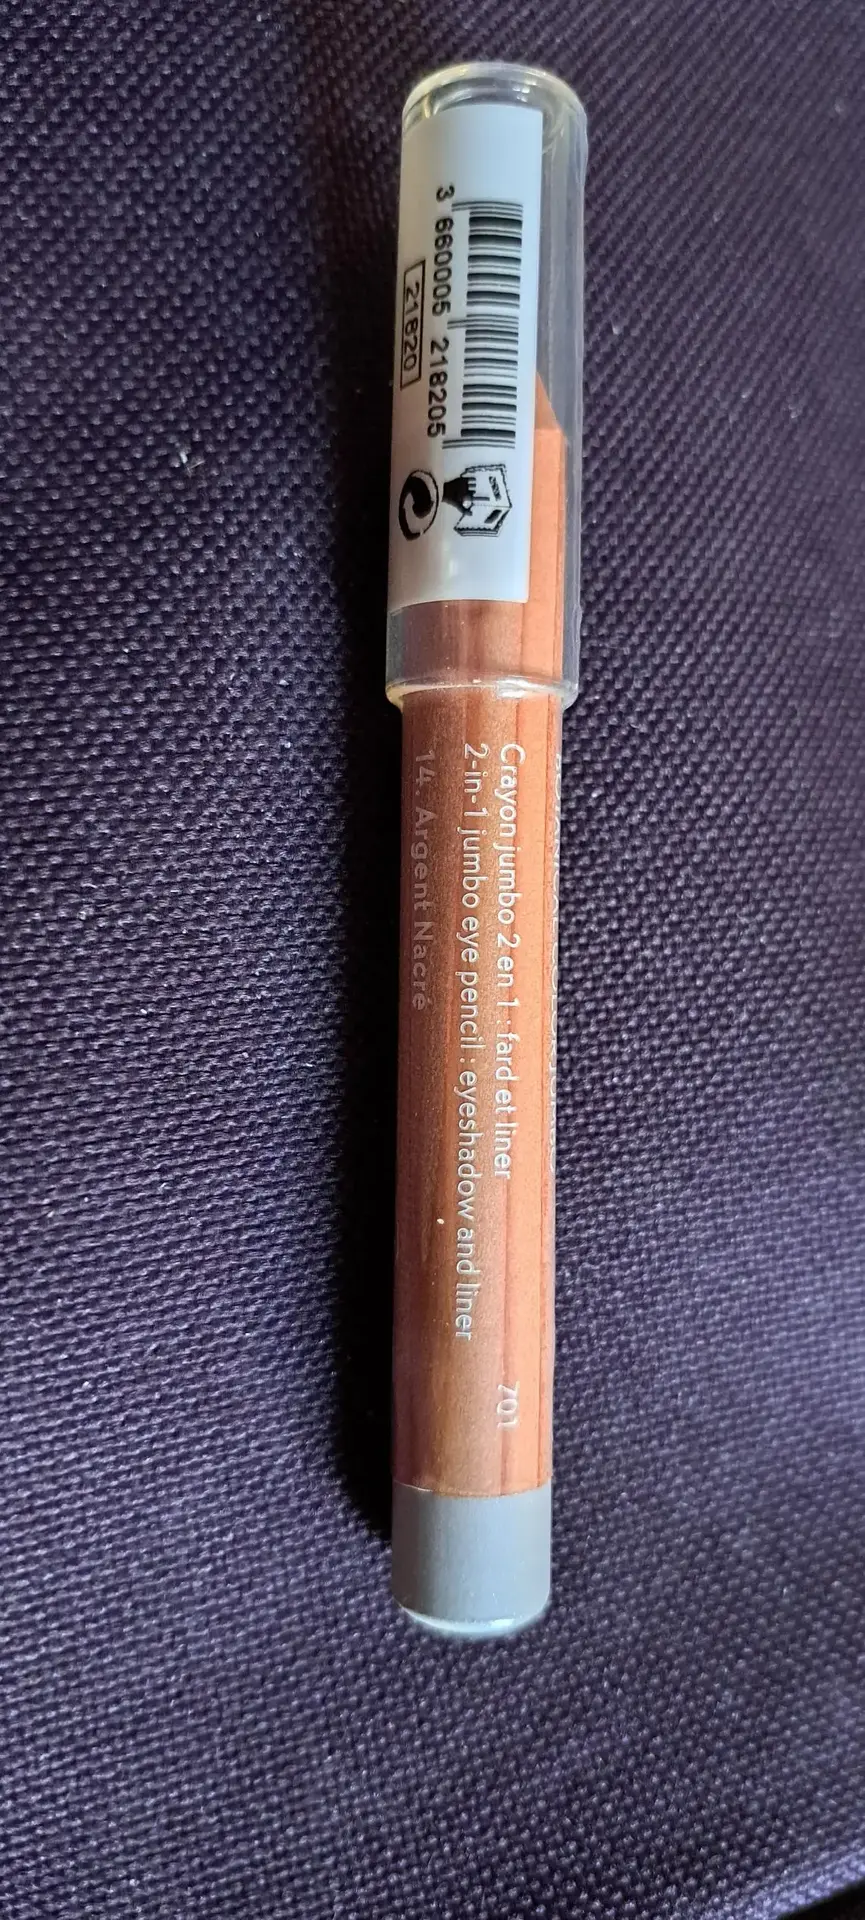 3 660005 218205
21820
Crayon jumbo 2 en 1 : fard et liner
2-in-1 jumbo eye pencil : eyeshadow and liner
14. Argent Nacré
701